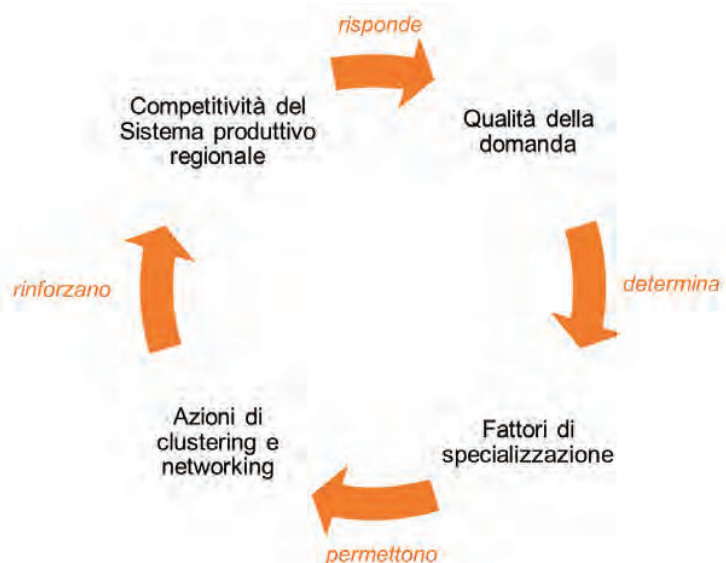 risponde
Competitività del
Sistema produttivo
regionale
Qualità della
domanda
rinforzano
determina
Azioni di
clustering e
networking
Fattori di
specializzazione
permettono